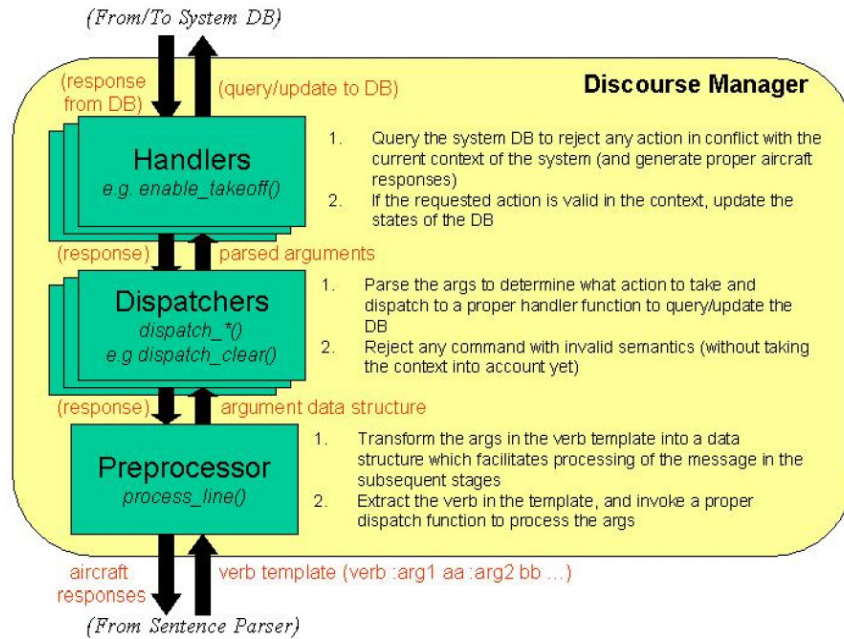 (From/To System DB)
Discourse Manager
(response
from DB)
(query/update to DB)
Handlers
e.g. enable_takeoff()
1. Query the system DB to reject any action in conflict with the
current context of the system (and generate proper aircraft
responses)
2. If the requested action is valid in the context, update the
states of the DB
(response)
parsed arguments
Dispatchers
dispatch_*()
e.g dispatch_clear()
1. Parse the args to determine what action to take and
dispatch to a proper handler function to query/update the
DB
2. Reject any command with invalid semantics (without taking
the context into account yet)
(response)
argument data structure
Preprocessor
process_line()
1. Transform the args in the verb template into a data
structure which facilitates processing of the message in the
subsequent stages
2. Extract the verb in the template, and invoke a proper
dispatch function to process the args
aircraft
responses
verb template (verb :arg1 aa :arg2 bb ...)
(From Sentence Parser)